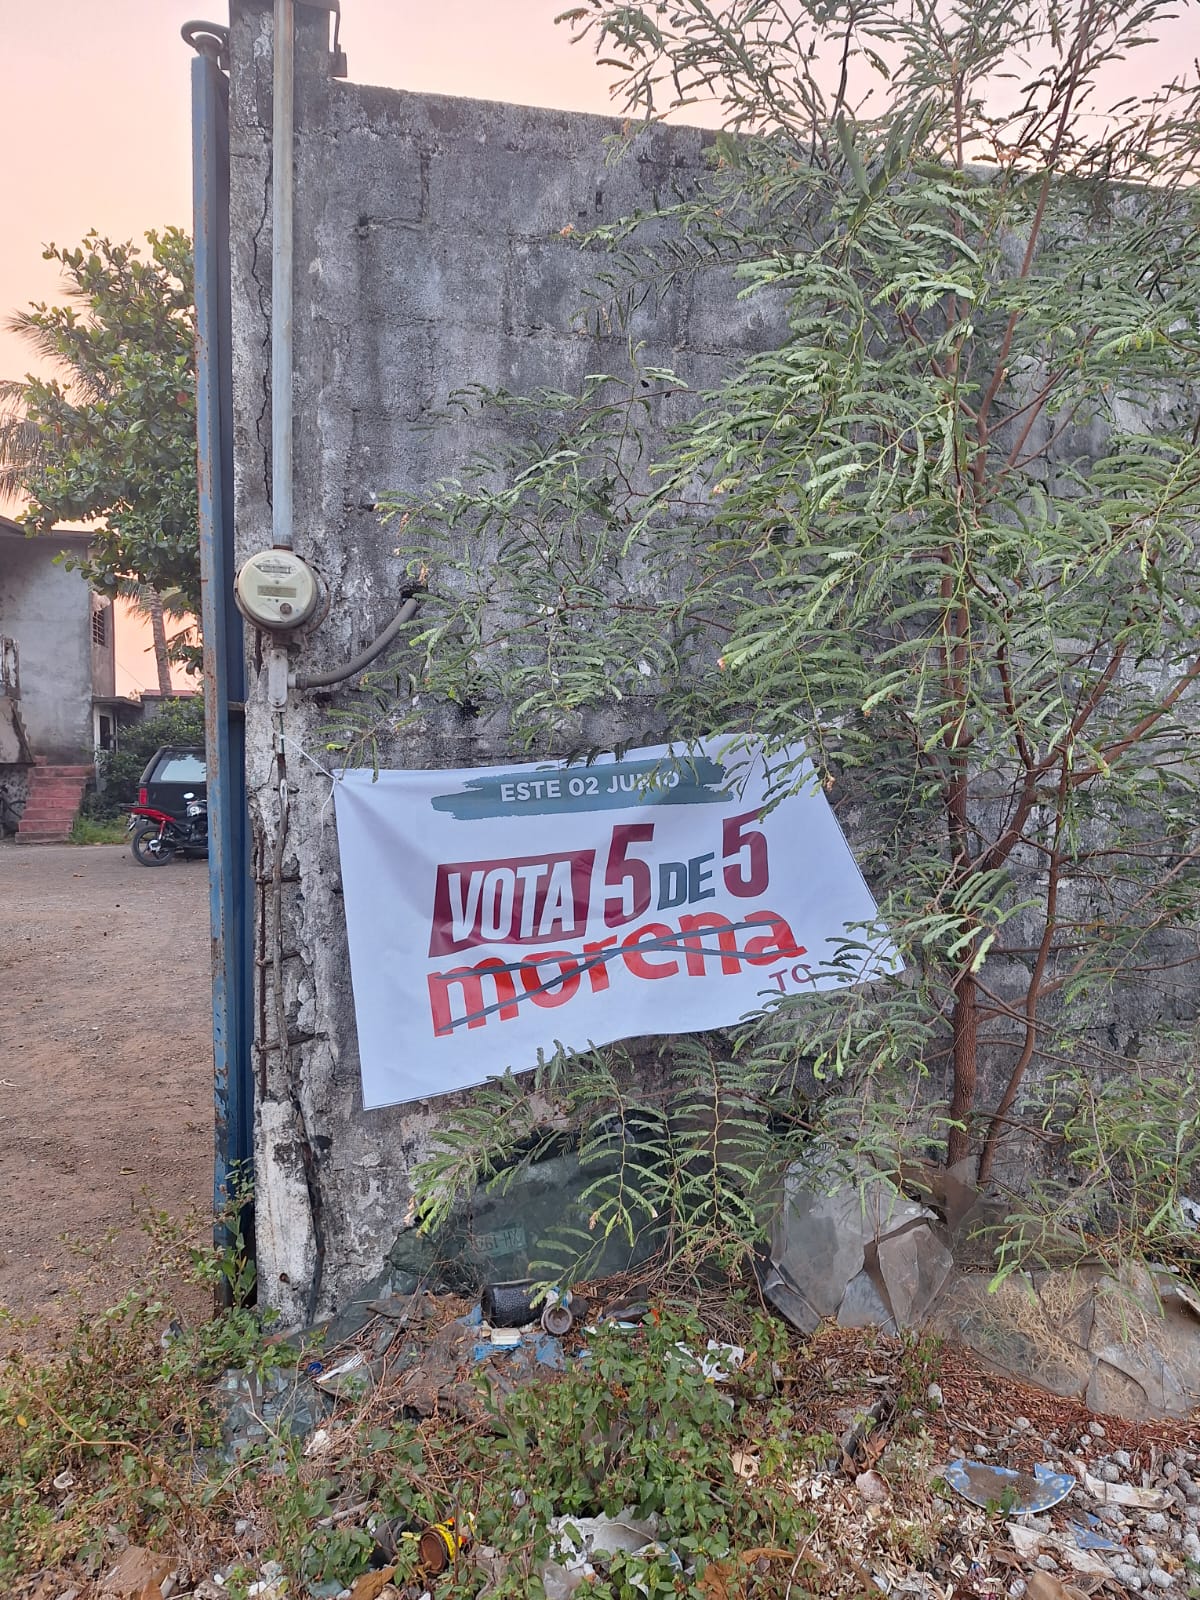 ESTE 02 JUNIO
VOTA 5 DE 5
morena